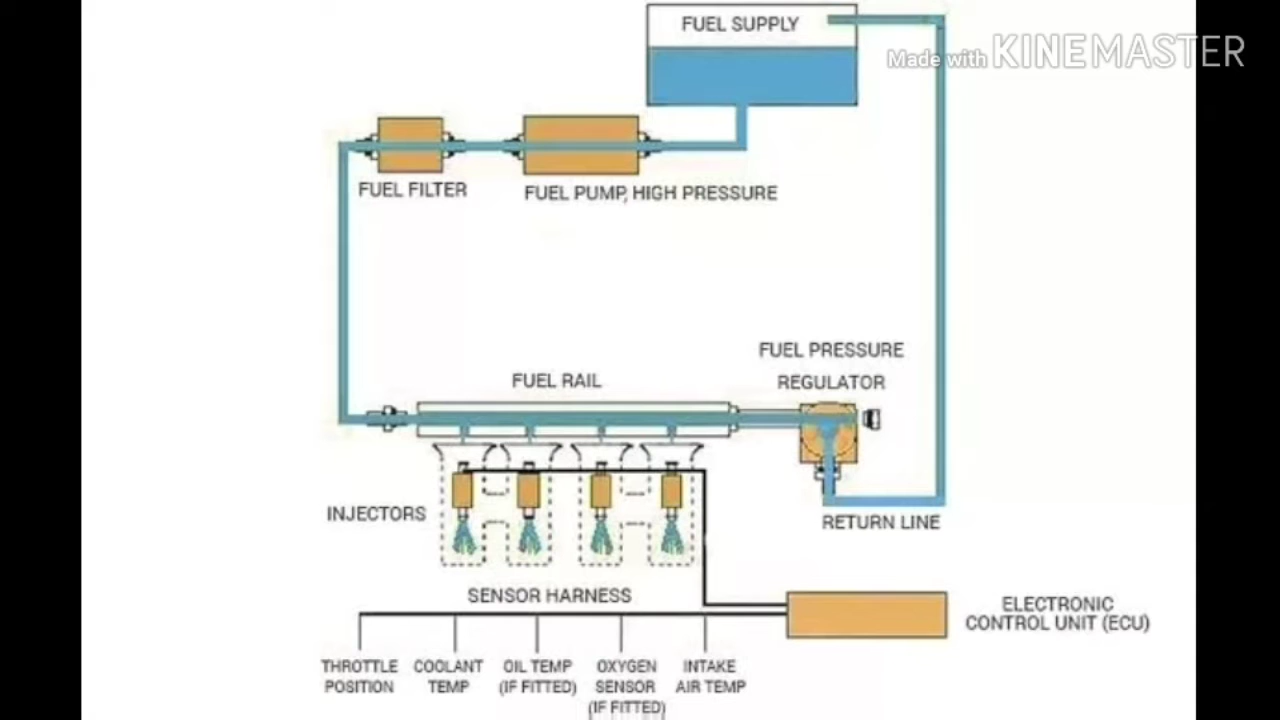 FUEL SUPPLY
Made with KINEMASTER
FUEL FILTER
FUEL PUMP, HIGH PRESSURE
FUEL PRESSURE
REGULATOR
FUEL RAIL
INJECTORS
RETURN LINE
SENSOR HARNESS
ELECTRONIC
CONTROL UNIT (ECU)
THROTTLE
POSITION
COOLANT
TEMP
OIL TEMP
(IF FITTED)
OXYGEN
SENSOR
(IF FITTED)
INTAKE
AIR TEMP